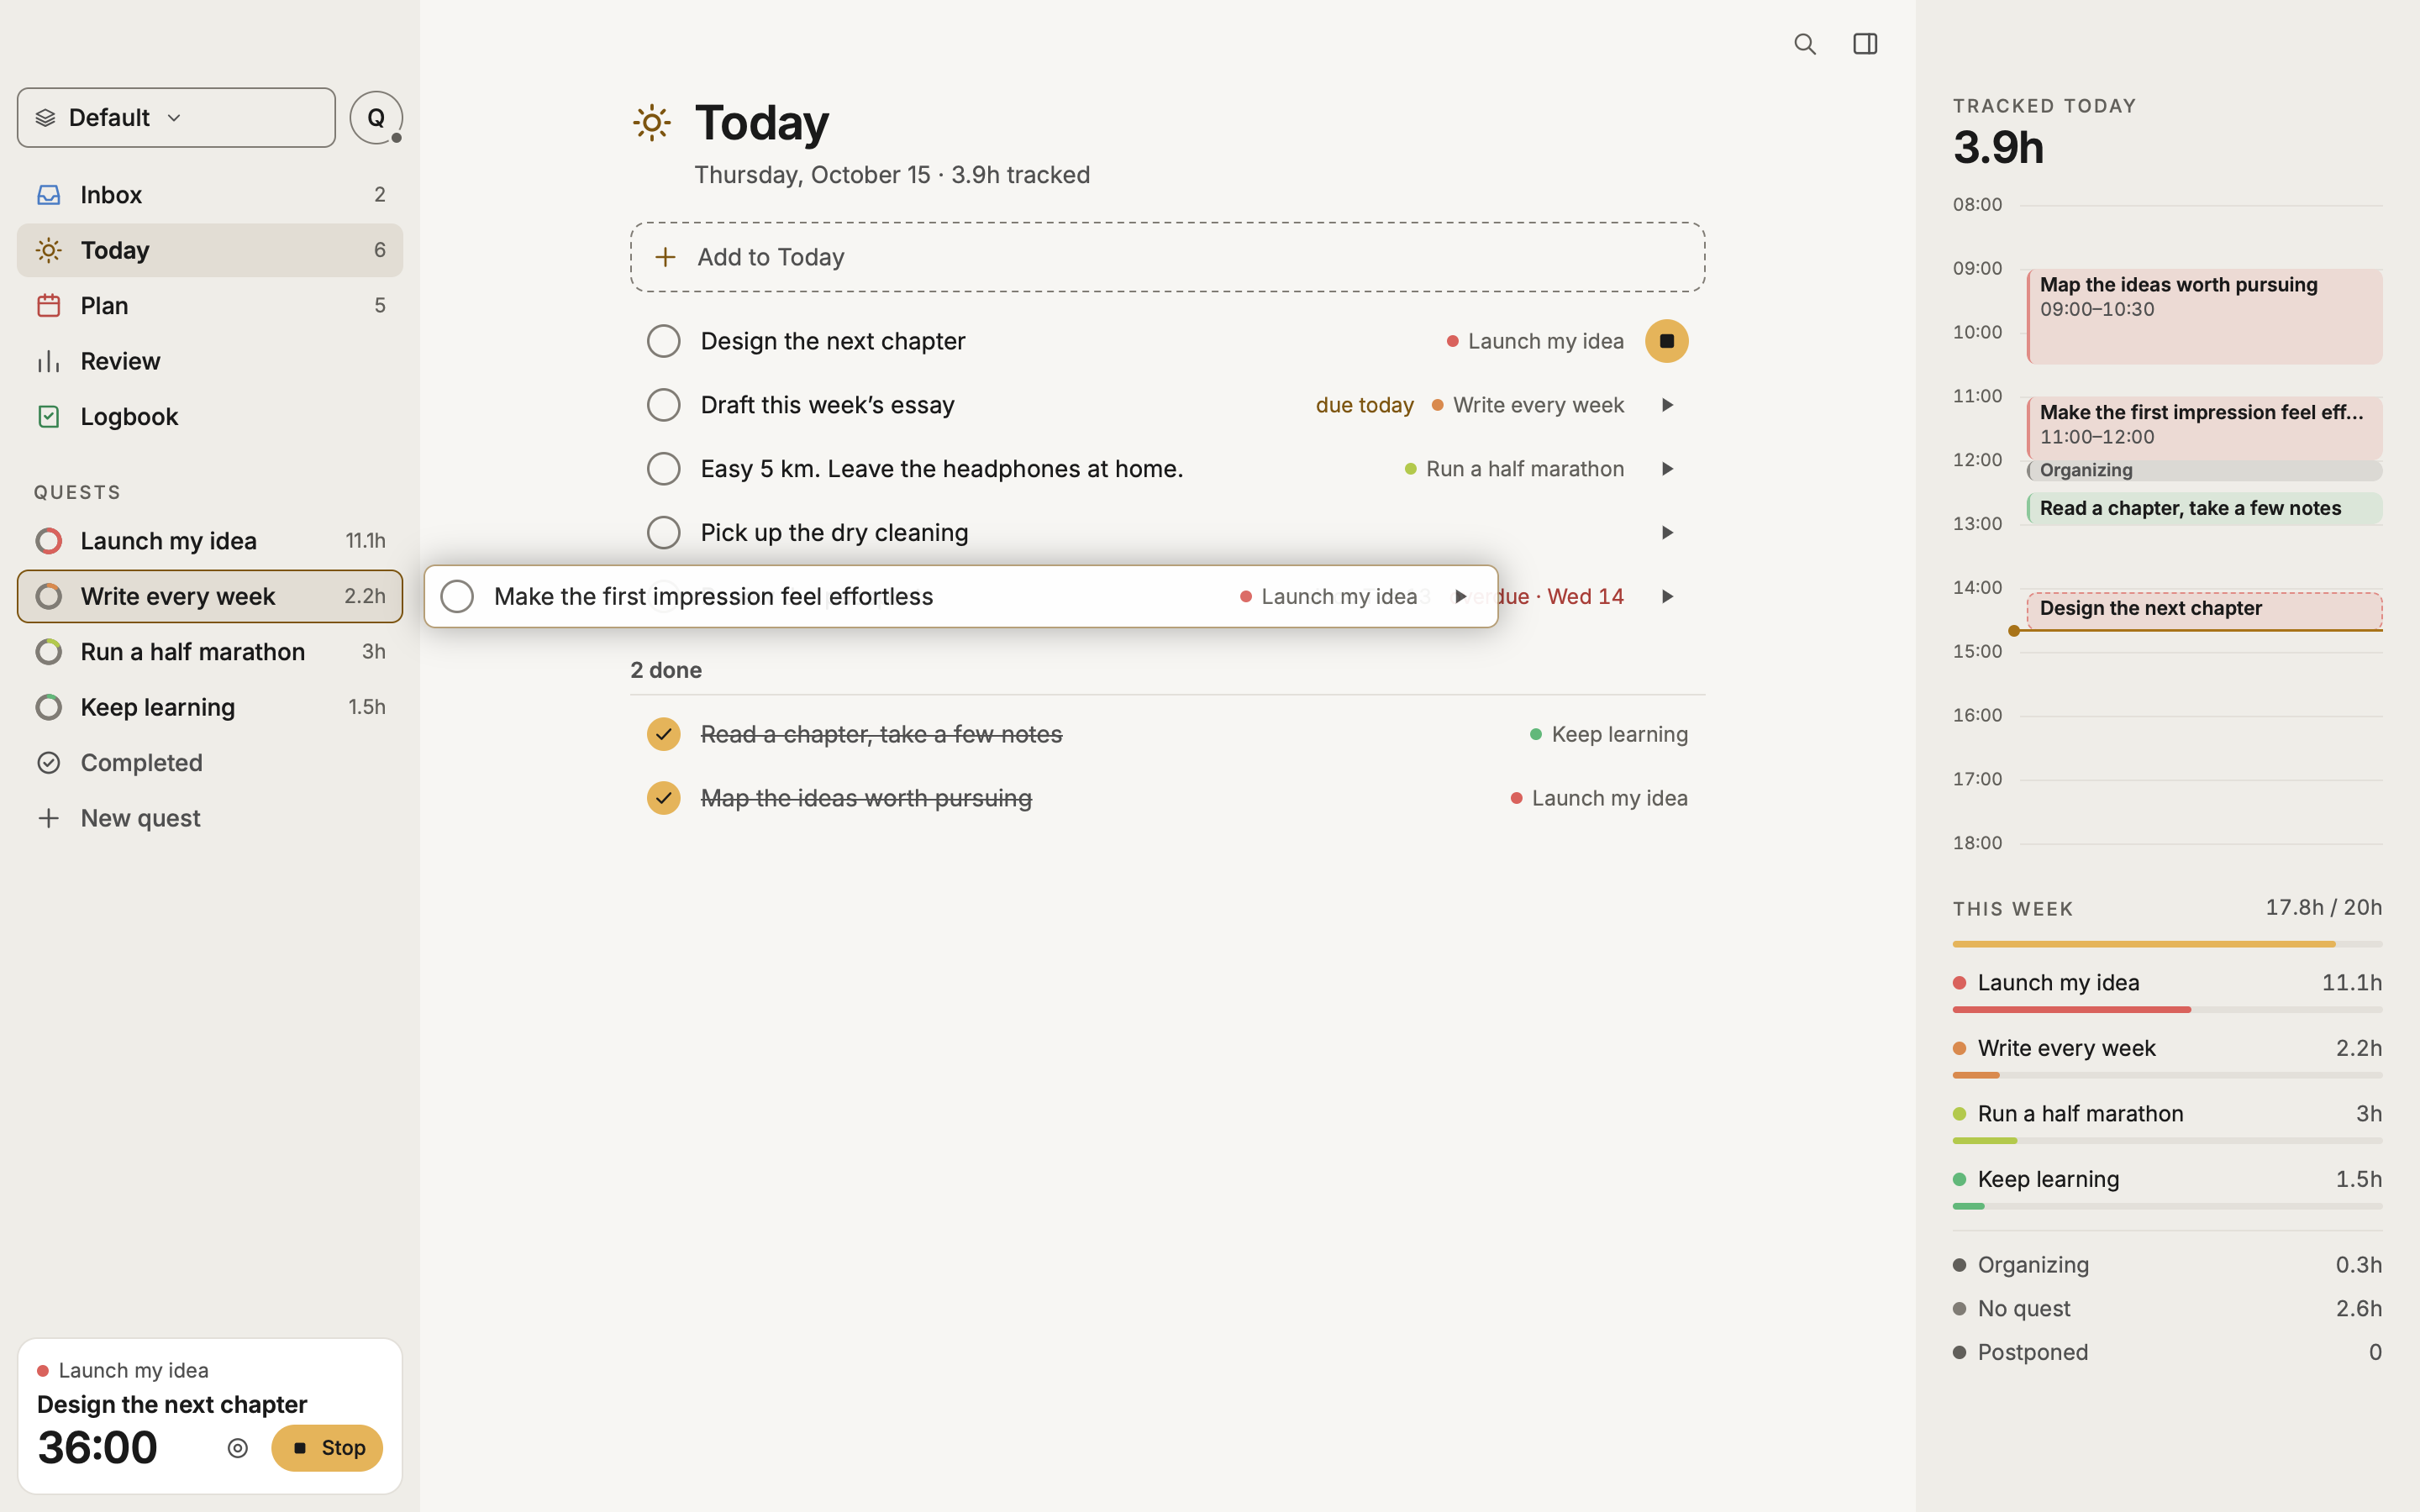 Default
Q
Inbox 2
Today 6
Plan 5
Review
Logbook
QUESTS
Launch my idea 11.1h
Write every week 2.2h
Run a half marathon 3h
Keep learning 1.5h
Completed
New quest
Launch my idea
Design the next chapter
36:00 Stop
Today
Thursday, October 15 · 3.9h tracked
Add to Today
Design the next chapter Launch my idea
Draft this week’s essay due today Write every week
Easy 5 km. Leave the headphones at home. Run a half marathon
Pick up the dry cleaning
Make the first impression feel effortless Launch my idea
due · Wed 14
2 done
Read a chapter, take a few notes Keep learning
Map the ideas worth pursuing Launch my idea
TRACKED TODAY
3.9h
08:00
09:00
Map the ideas worth pursuing
09:00–10:30
10:00
11:00
Make the first impression feel eff...
11:00–12:00
12:00
Organizing
Read a chapter, take a few notes
13:00
14:00
Design the next chapter
15:00
16:00
17:00
18:00
THIS WEEK 17.8h / 20h
Launch my idea 11.1h
Write every week 2.2h
Run a half marathon 3h
Keep learning 1.5h
Organizing 0.3h
No quest 2.6h
Postponed 0